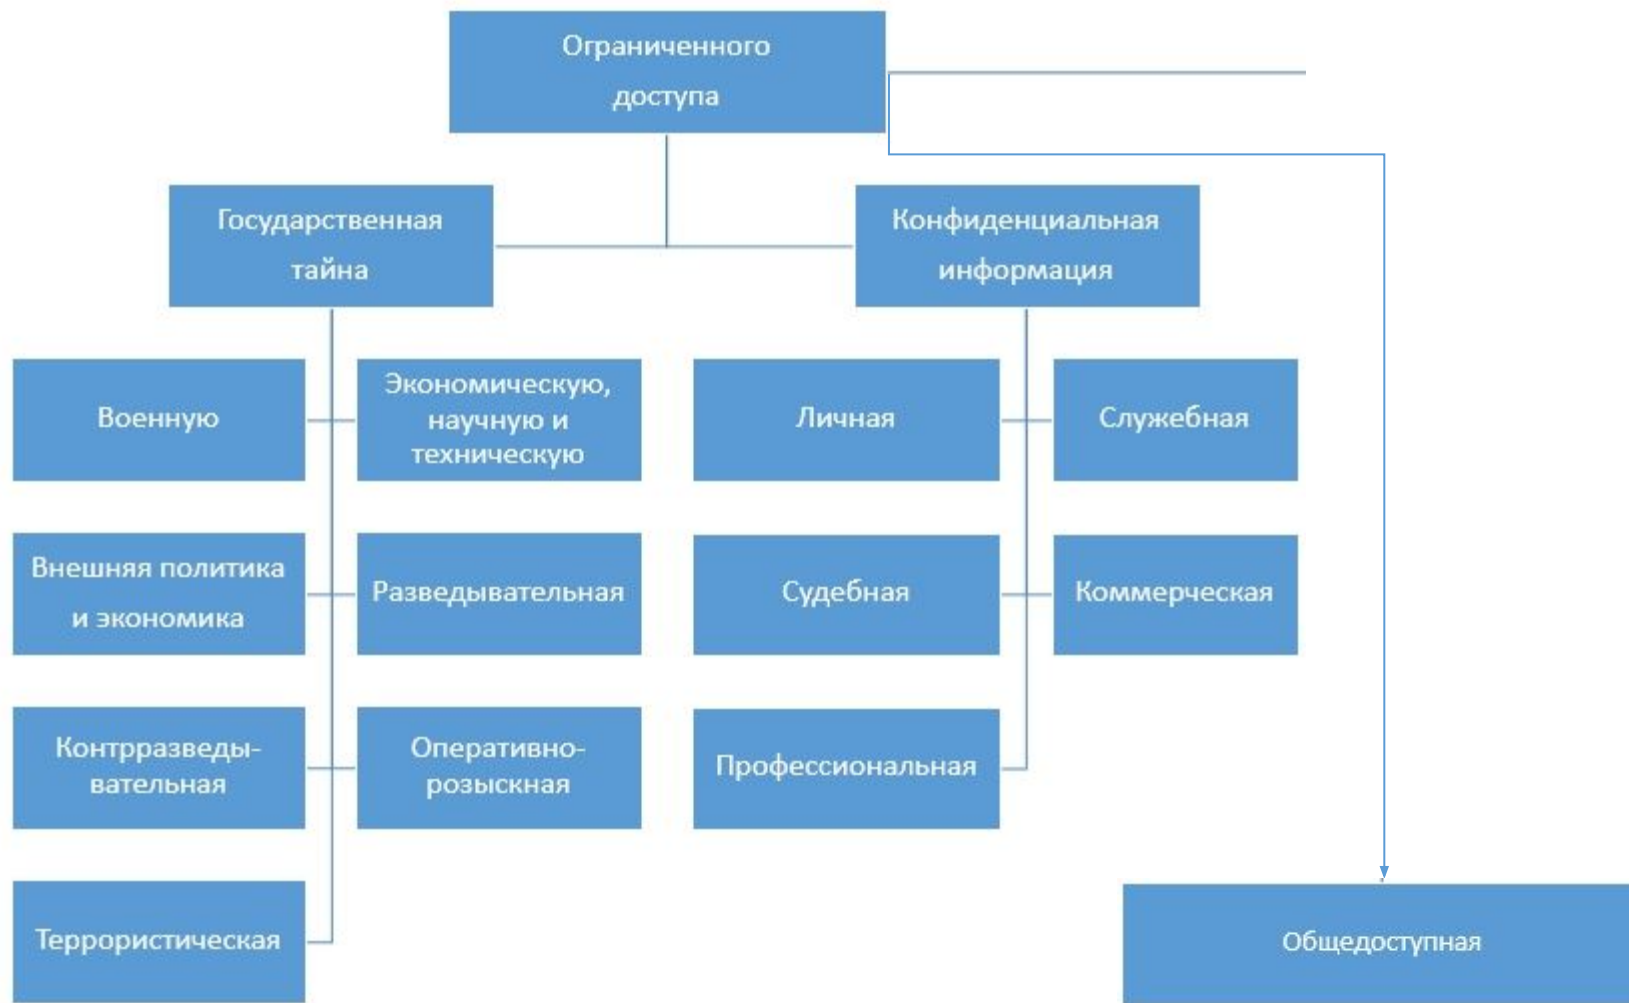 Ограниченного
доступа
Государственная
тайна
Конфиденциальная
информация
Военную
Экономическую,
научную и
техническую
Личная
Служебная
Внешняя политика
и экономика
Разведывательная
Судебная
Коммерческая
Контрразведы-
вательная
Оперативно-
розыскная
Профессиональная
Террористическая
Общедоступная